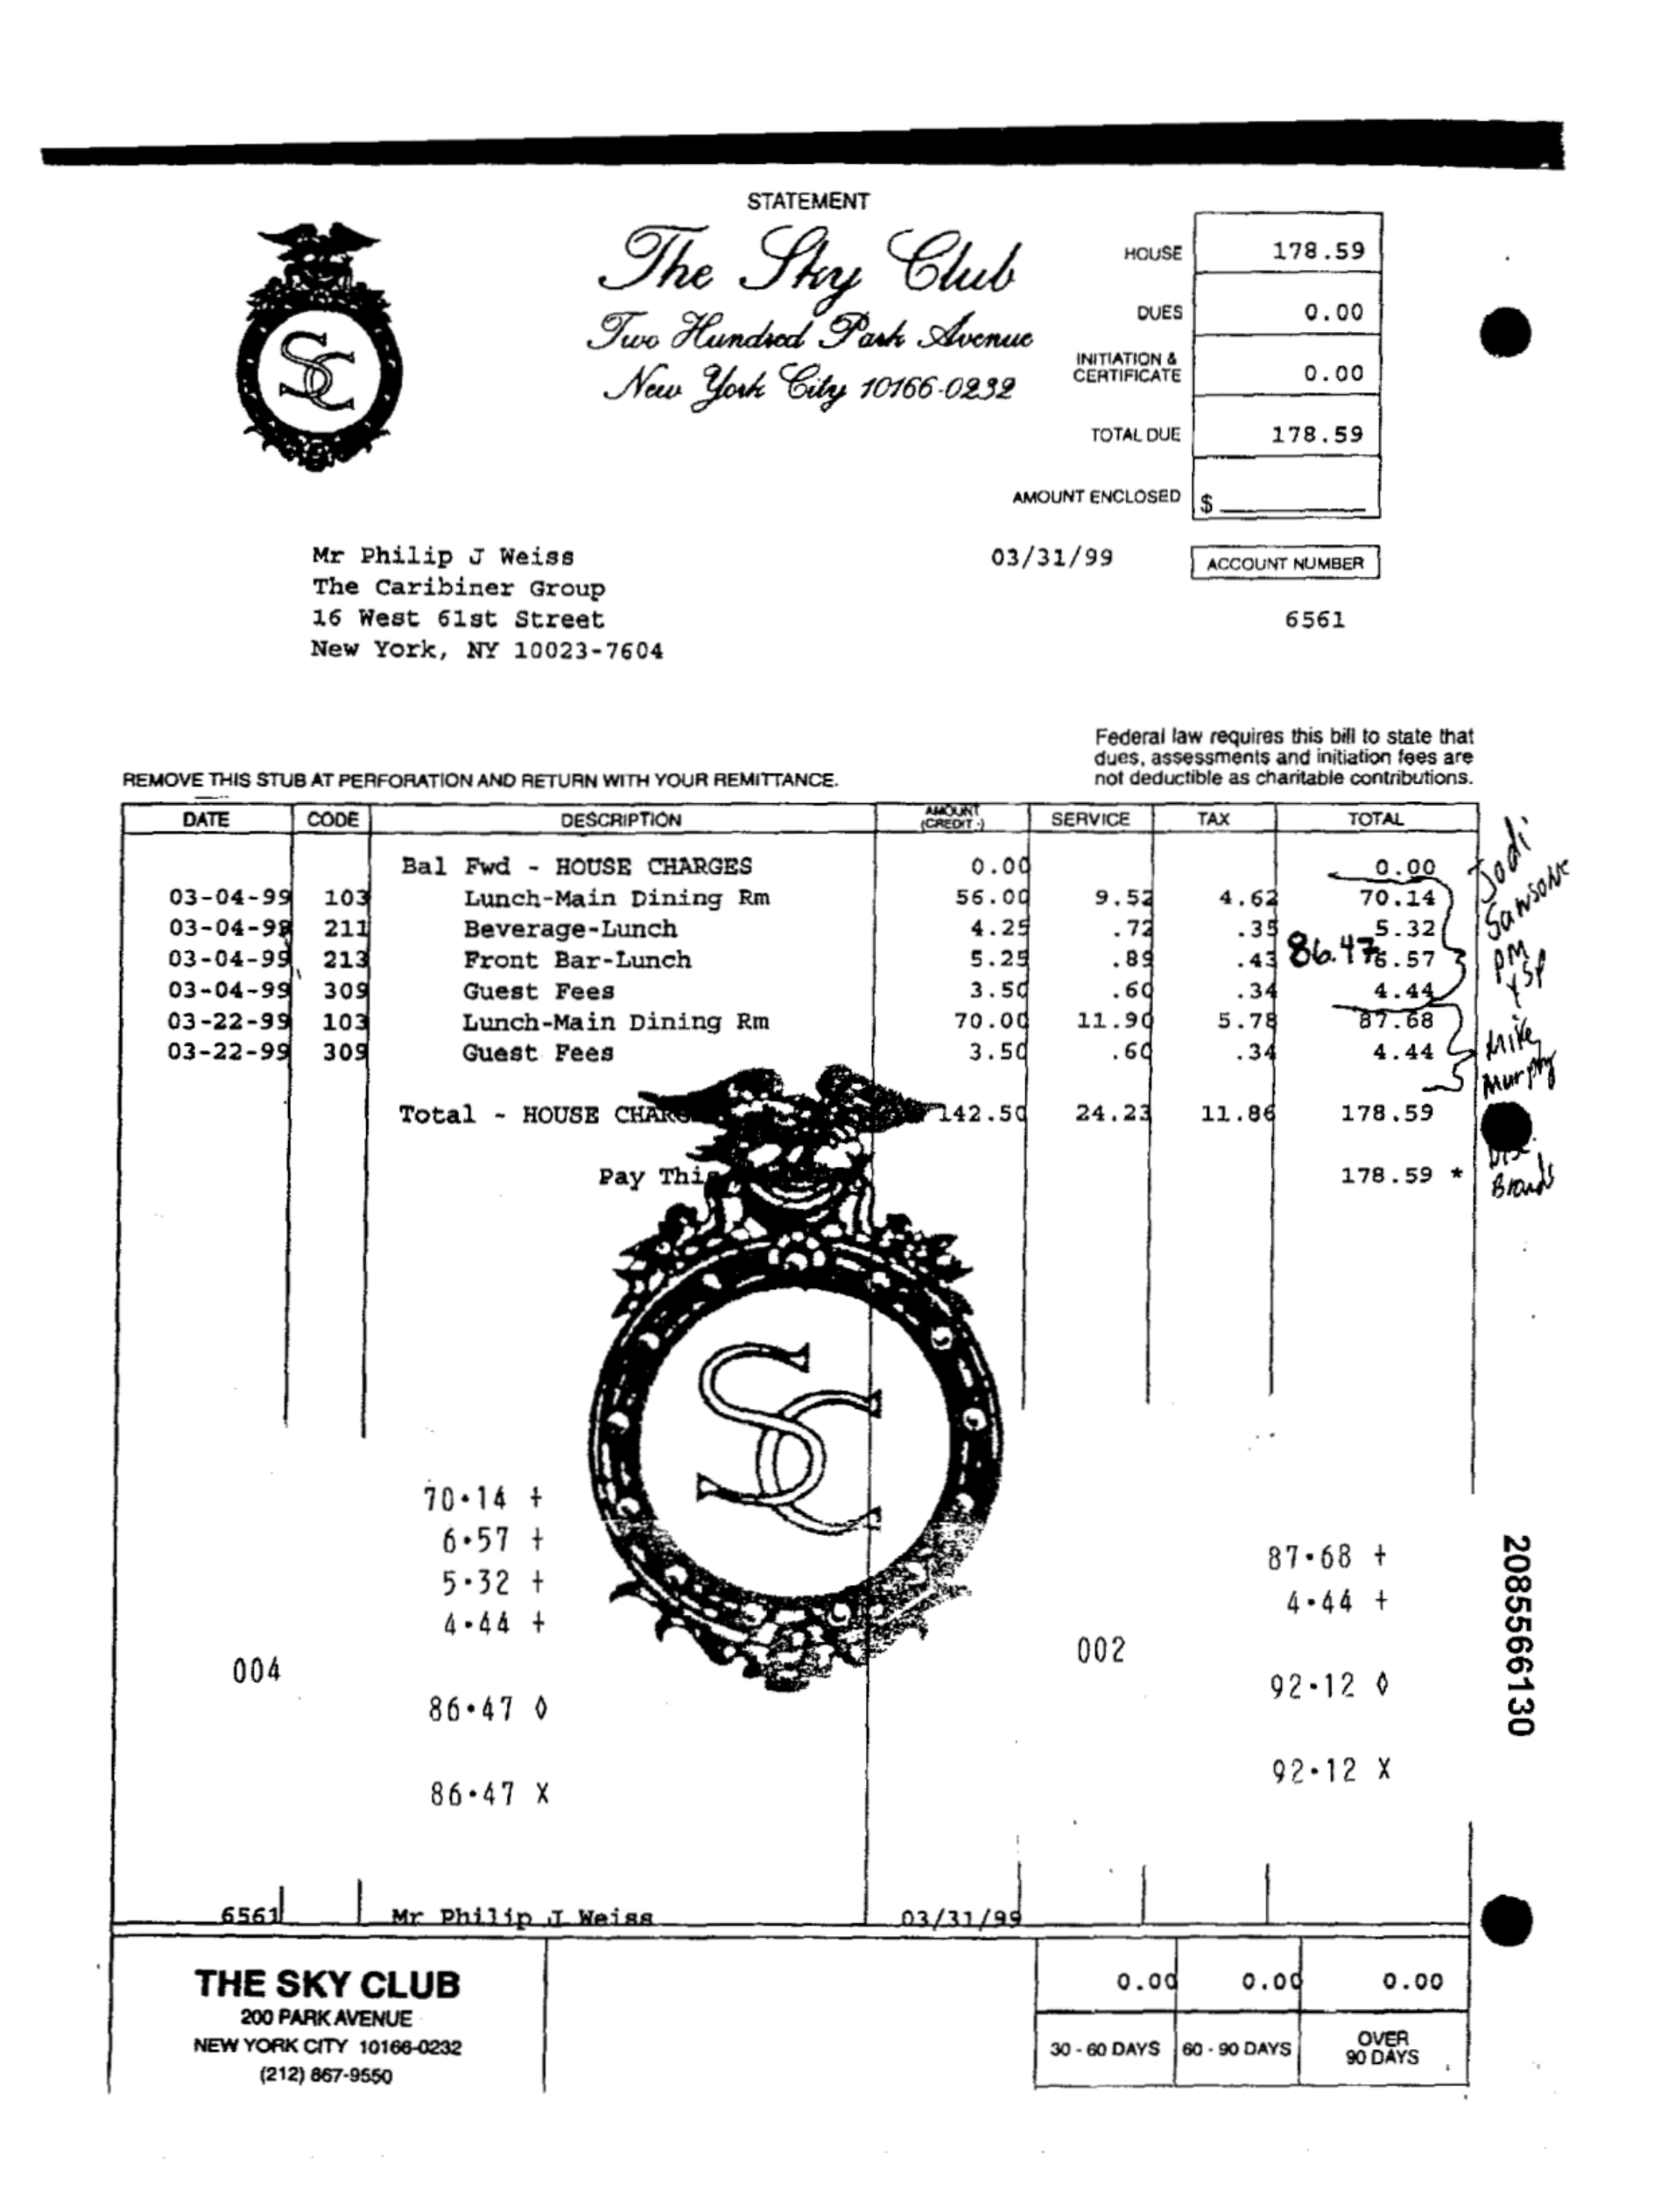 STATEMENT
The Sky Club
Two Hundred Park Avenue
New York City 10166-0232
SC
HOUSE 178.59
DUES 0.00
INITIATION &
CERTIFICATE 0.00
TOTAL DUE 178.59
AMOUNT ENCLOSED $
Mr Philip J Weiss
The Caribiner Group
16 West 61st Street
New York, NY 10023-7604
03/31/99
ACCOUNT NUMBER
6561
Federal law requires this bill to state that
dues, assessments and initiation fees are
not deductible as charitable contributions.
REMOVE THIS STUB AT PERFORATION AND RETURN WITH YOUR REMITTANCE.
DATE CODE DESCRIPTION AMOUNT (CREDIT -) SERVICE TAX TOTAL
Bal Fwd - HOUSE CHARGES 0.00 0.00
03-04-99 103 Lunch-Main Dining Rm 56.00 9.52 4.62 70.14
03-04-99 211 Beverage-Lunch 4.25 .72 .35 5.32
03-04-99 213 Front Bar-Lunch 5.25 .89 .43 6.57
03-04-99 309 Guest Fees 3.50 .60 .34 4.44
03-22-99 103 Lunch-Main Dining Rm 70.00 11.90 5.78 87.68
03-22-99 309 Guest Fees 3.50 .60 .34 4.44
86.47
Jodi
Sansone
PM
YSP
Mike
Murphy
Brands
Total - HOUSE CHAR 142.50 24.23 11.86 178.59
Pay This 178.59 *
SC
70.14 +
6.57 +
5.32 +
4.44 +
004
86.47 ◊
86.47 X
87.68 +
4.44 +
002
92.12 ◊
92.12 X
2085566130
6561 Mr Philip J Weiss 03/31/99
THE SKY CLUB
200 PARK AVENUE
NEW YORK CITY 10166-0232
(212) 867-9550
0.00 0.00 0.00
30 - 60 DAYS 60 - 90 DAYS OVER 90 DAYS